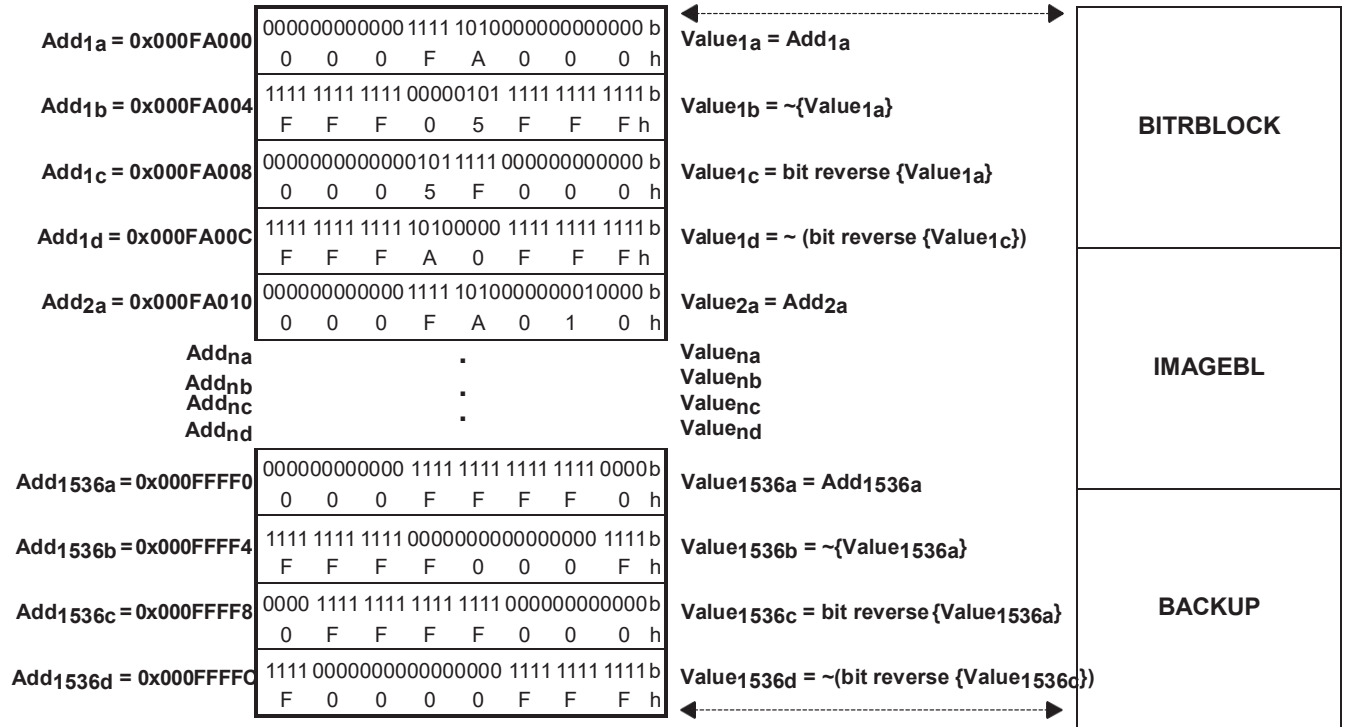 Add1a = 0x000FA000
000000000000 1111 1010000000000000 b
0 0 0 F A 0 0 0 h
Value1a = Add1a
Add1b = 0x000FA004
1111 1111 1111 00000101 1111 1111 1111 b
F F F 0 5 F F F h
Value1b = ~{Value1a}
Add1c = 0x000FA008
0000000000000101 1111 000000000000 b
0 0 0 5 F 0 0 0 h
Value1c = bit reverse {Value1a}
Add1d = 0x000FA00C
1111 1111 1111 10100000 1111 1111 1111 b
F F F A 0 F F F h
Value1d = ~ (bit reverse {Value1c})
Add2a = 0x000FA010
000000000000 1111 1010000000010000 b
0 0 0 F A 0 1 0 h
Value2a = Add2a
Addna . Valuena
Addnb . Valuenb
Addnc . Valuenc
Addnd Valuend
Add1536a = 0x000FFFF0
000000000000 1111 1111 1111 1111 0000 b
0 0 0 F F F F 0 h
Value1536a = Add1536a
Add1536b = 0x000FFFF4
1111 1111 1111 0000000000000000 1111 b
F F F F 0 0 0 F h
Value1536b = ~{Value1536a}
Add1536c = 0x000FFFF8
0000 1111 1111 1111 1111 000000000000 b
0 F F F F 0 0 0 h
Value1536c = bit reverse {Value1536a}
Add1536d = 0x000FFFFC
1111 0000000000000000 1111 1111 1111 b
F 0 0 0 0 F F F h
Value1536d = ~(bit reverse {Value1536c})
BITRBLOCK
IMAGEBL
BACKUP